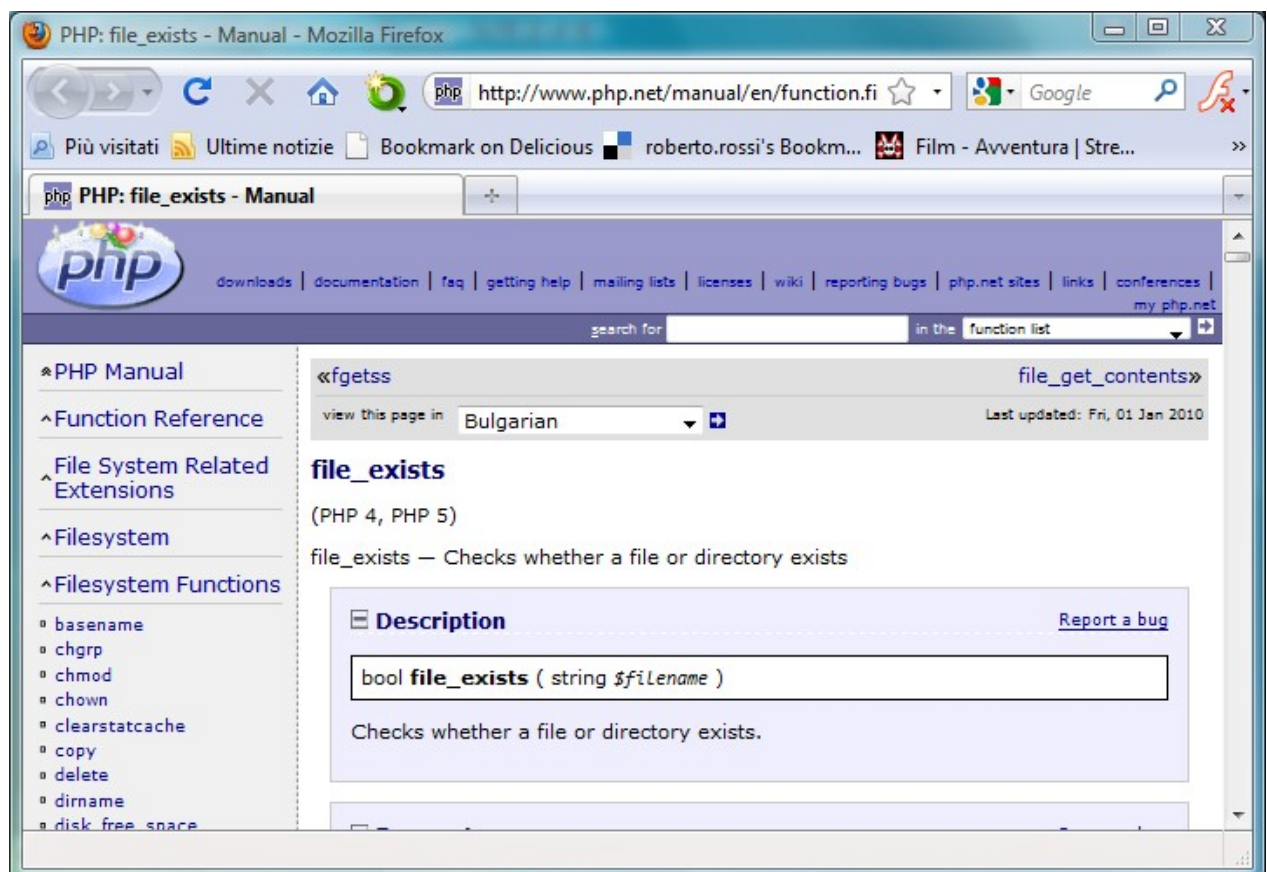 PHP: file_exists - Manual - Mozilla Firefox
php http://www.php.net/manual/en/function.fi
Google
Più visitati Ultime notizie Bookmark on Delicious roberto.rossi's Bookm... Film - Avventura | Stre... »
php PHP: file_exists - Manual
php
downloads | documentation | faq | getting help | mailing lists | licenses | wiki | reporting bugs | php.net sites | links | conferences |
my php.net
search for in the function list
PHP Manual
Function Reference
File System Related
Extensions
Filesystem
Filesystem Functions
basename
chgrp
chmod
chown
clearstatcache
copy
delete
dirname
disk_free_space
«fgetss file_get_contents»
view this page in Bulgarian Last updated: Fri, 01 Jan 2010
file_exists
(PHP 4, PHP 5)
file_exists — Checks whether a file or directory exists
Description Report a bug
bool file_exists ( string $filename )
Checks whether a file or directory exists.